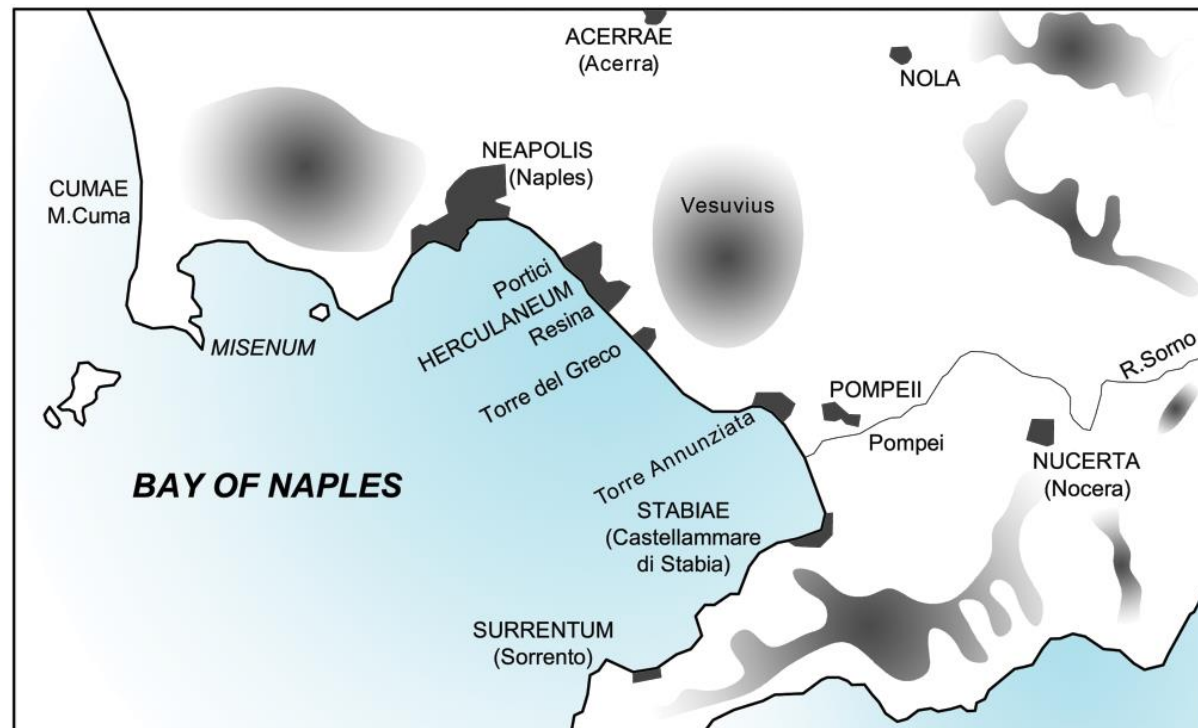 ACERRAE
(Acerra)
NOLA
NEAPOLIS
(Naples)
CUMAE
M.Cuma
Vesuvius
Portici
HERCULANEUM
Resina
MISENUM
Torre del Greco
R.Sorno
POMPEII
Pompei
Torre Annunziata
NUCERTA
(Nocera)
BAY OF NAPLES
STABIAE
(Castellammare
di Stabia)
SURRENTUM
(Sorrento)